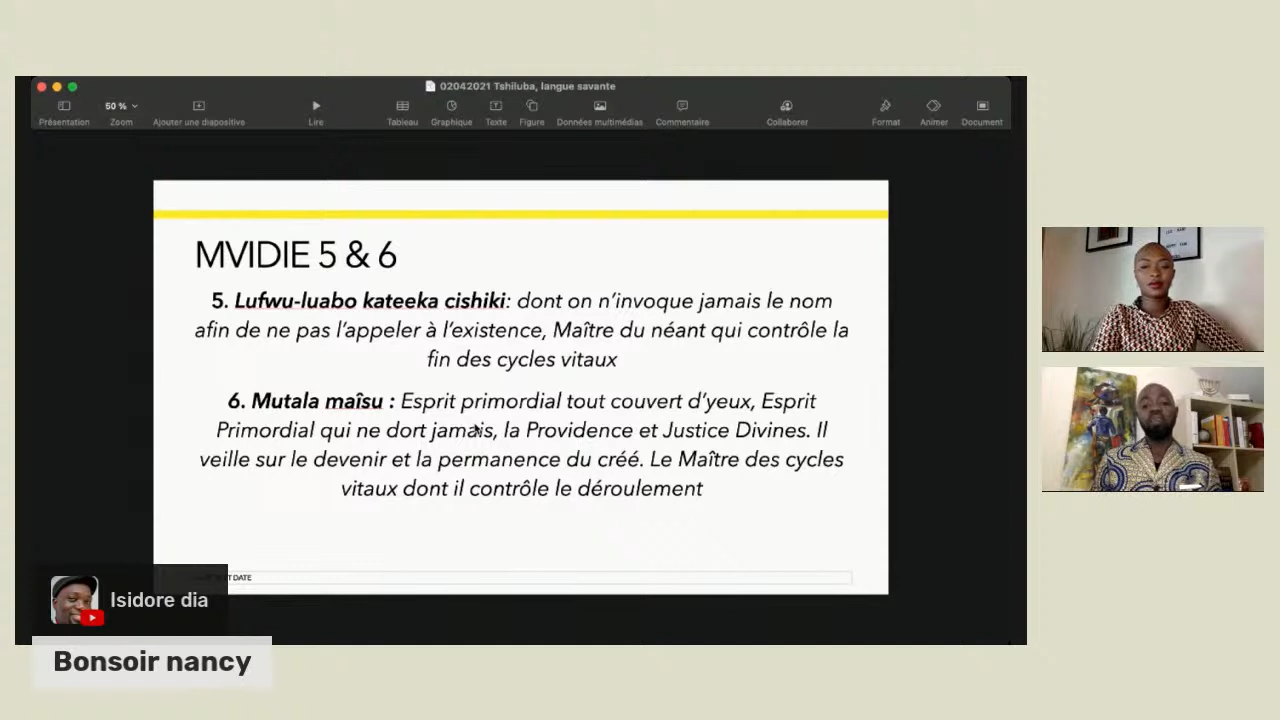 02042021 Tshiluba, langue savante
50 %
Présentation Zoom Ajouter une diapositive Lire Tableau Graphique Texte Figure Données multimédias Commentaire Collaborer Format Animer Document
MVIDIE 5 & 6
5. Lufwu-luabo kateeka cishiki: dont on n’invoque jamais le nom
afin de ne pas l’appeler à l’existence, Maître du néant qui contrôle la
fin des cycles vitaux
6. Mutala maîsu : Esprit primordial tout couvert d’yeux, Esprit
Primordial qui ne dort jamais, la Providence et Justice Divines. Il
veille sur le devenir et la permanence du créé. Le Maître des cycles
vitaux dont il contrôle le déroulement
DATE
Isidore dia
Bonsoir nancy